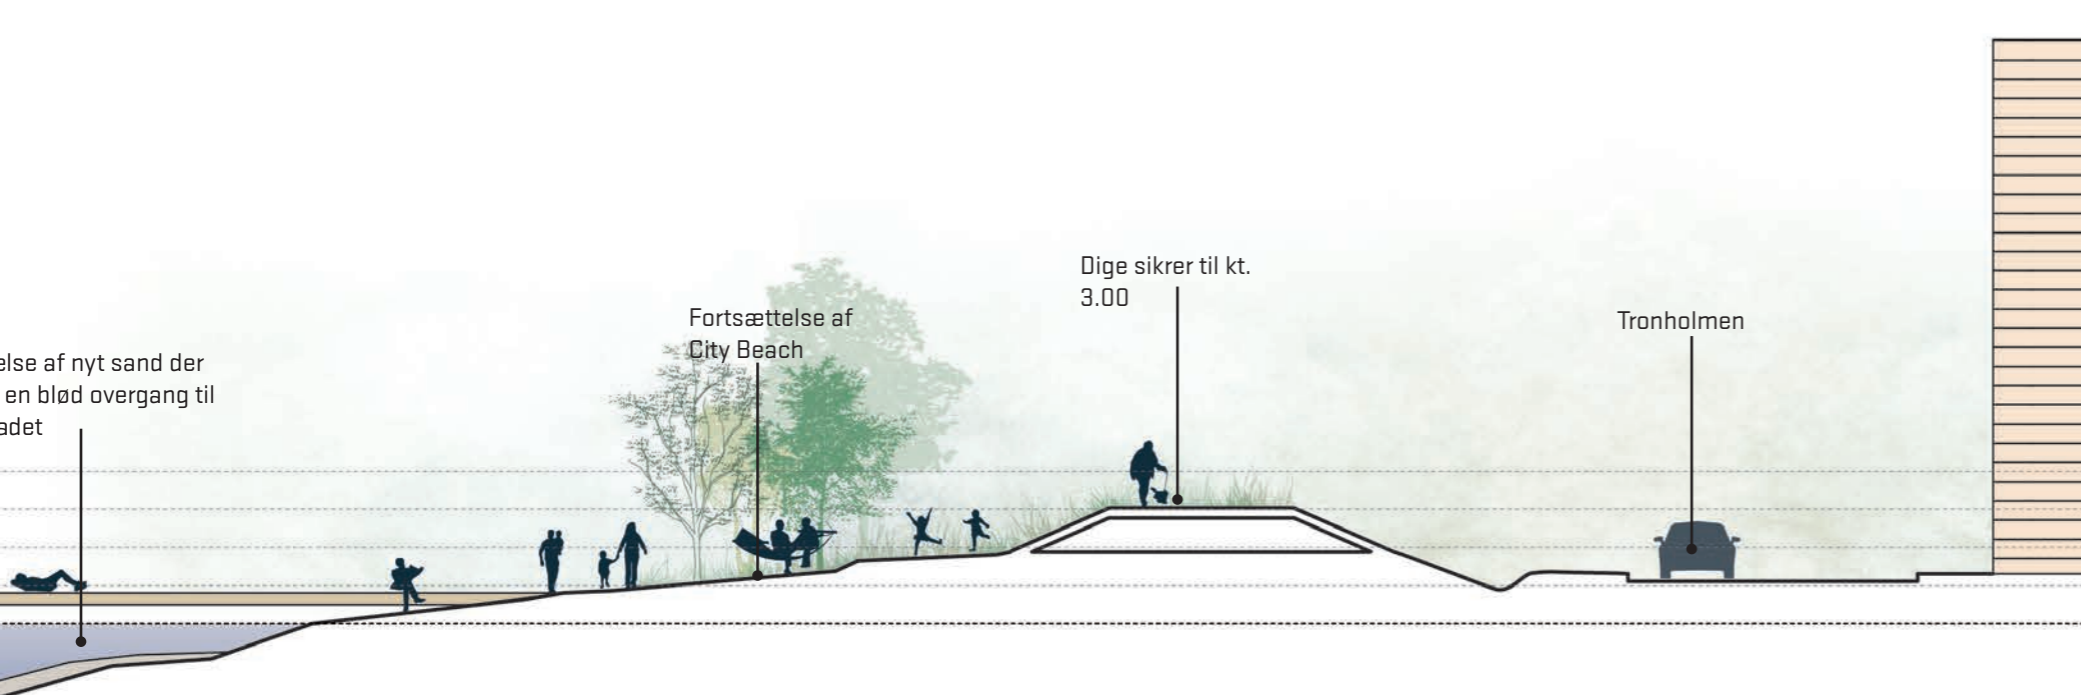 Dige sikrer til kt.
3.00
Fortsættelse af
City Beach
Tronholmen
else af nyt sand der
en blød overgang til
adet